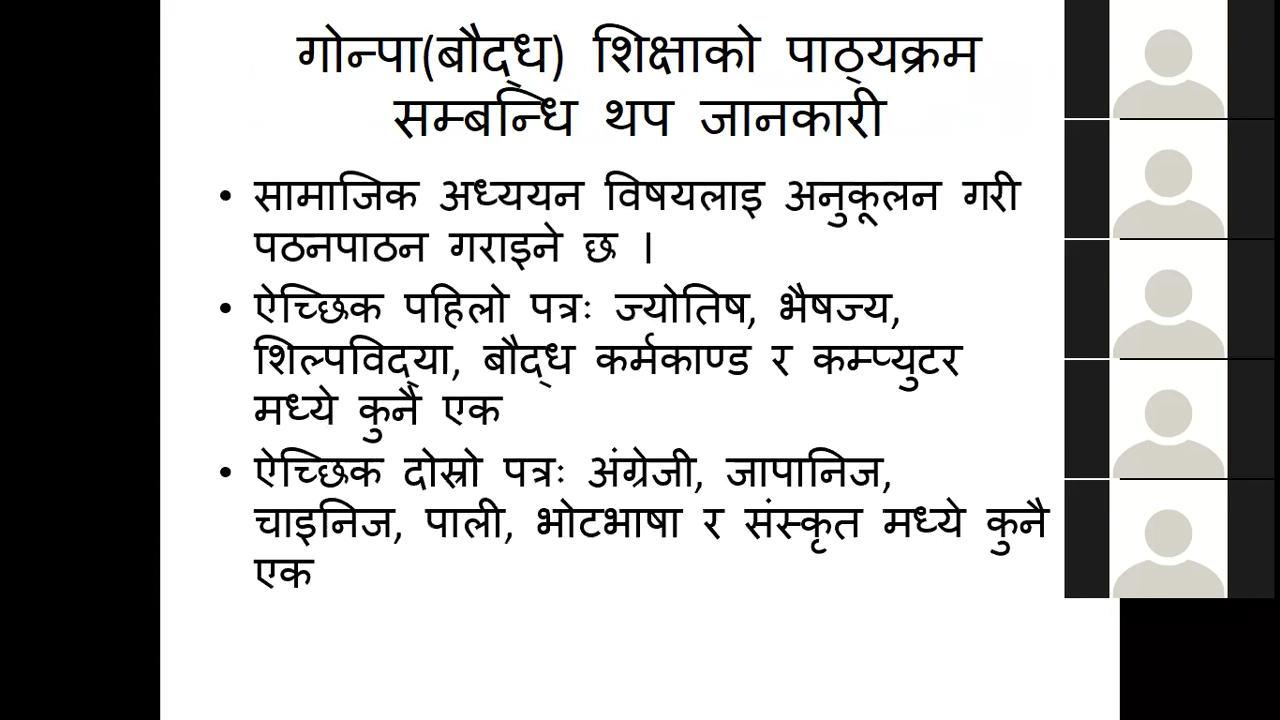 गोन्पा(बौद्ध) शिक्षाको पाठ्यक्रम
सम्बन्धि थप जानकारी
• सामाजिक अध्ययन विषयलाइ अनुकूलन गरी
पठनपाठन गराइने छ ।
• ऐच्छिक पहिलो पत्रः ज्योतिष, भैषज्य,
शिल्पविद्या, बौद्ध कर्मकाण्ड र कम्प्युटर
मध्ये कुनै एक
• ऐच्छिक दोस्रो पत्रः अंग्रेजी, जापानिज,
चाइनिज, पाली, भोटभाषा र संस्कृत मध्ये कुनै
एक